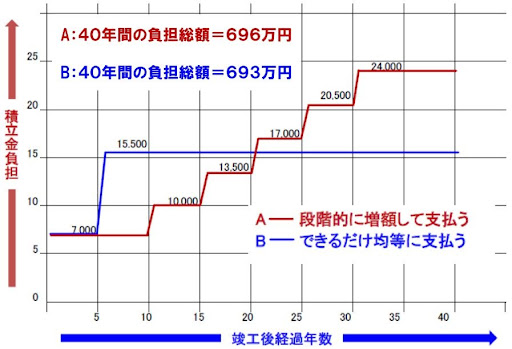 A:40年間の負担総額=696万円
B:40年間の負担総額=693万円
積立金負担
25
20
15
10
5
0
7,000
15,500
10,000
13,500
17,000
20,500
24,000
A 段階的に増額して支払う
B できるだけ均等に支払う
5 10 15 20 25 30 35 40
竣工後経過年数